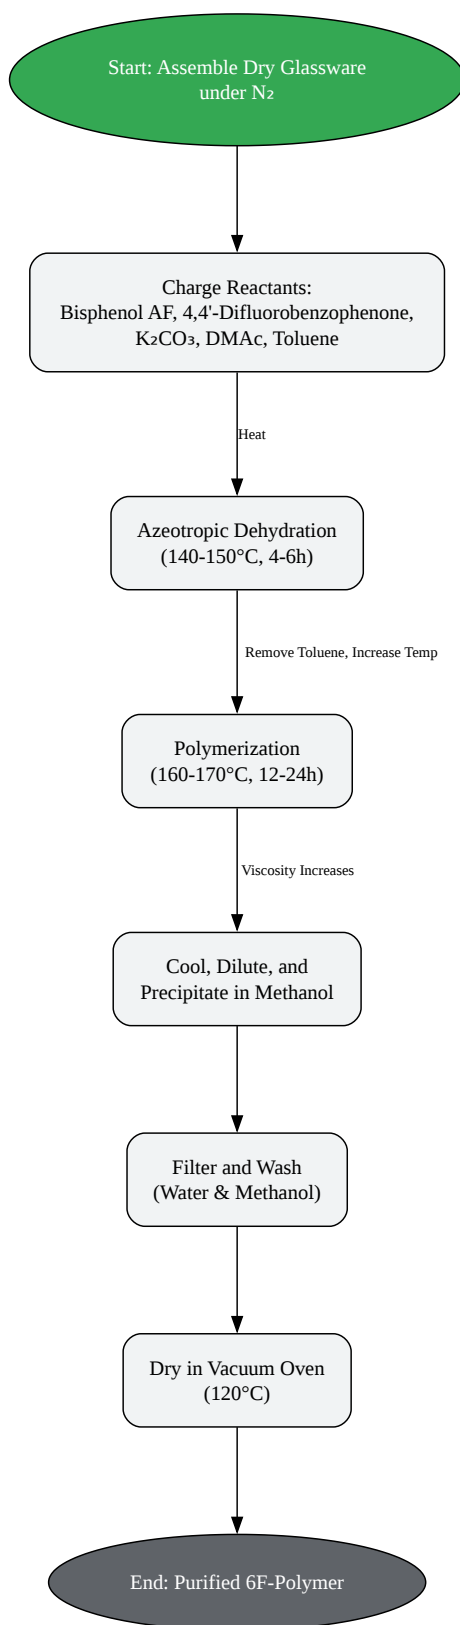 Start: Assemble Dry Glassware
under N₂
Charge Reactants:
Bisphenol AF, 4,4'-Difluorobenzophenone,
K₂CO₃, DMAc, Toluene
Heat
Azeotropic Dehydration
(140-150°C, 4-6h)
Remove Toluene, Increase Temp
Polymerization
(160-170°C, 12-24h)
Viscosity Increases
Cool, Dilute, and
Precipitate in Methanol
Filter and Wash
(Water & Methanol)
Dry in Vacuum Oven
(120°C)
End: Purified 6F-Polymer